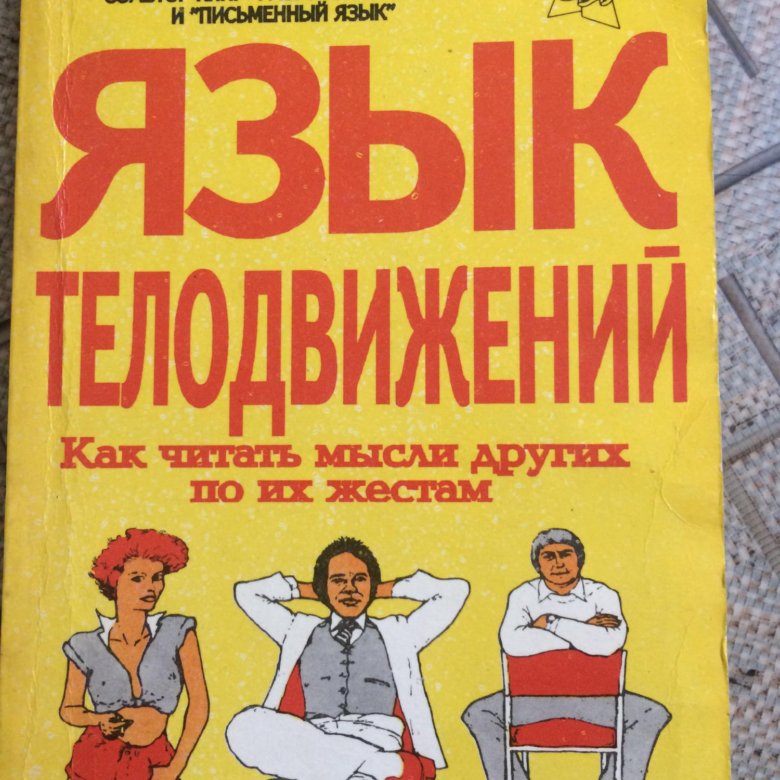 И "ПИСЬМЕННЫЙ ЯЗЫК"
ЯЗЫК
ТЕЛОДВИЖЕНИЙ
Как читать мысли других
по их жестам